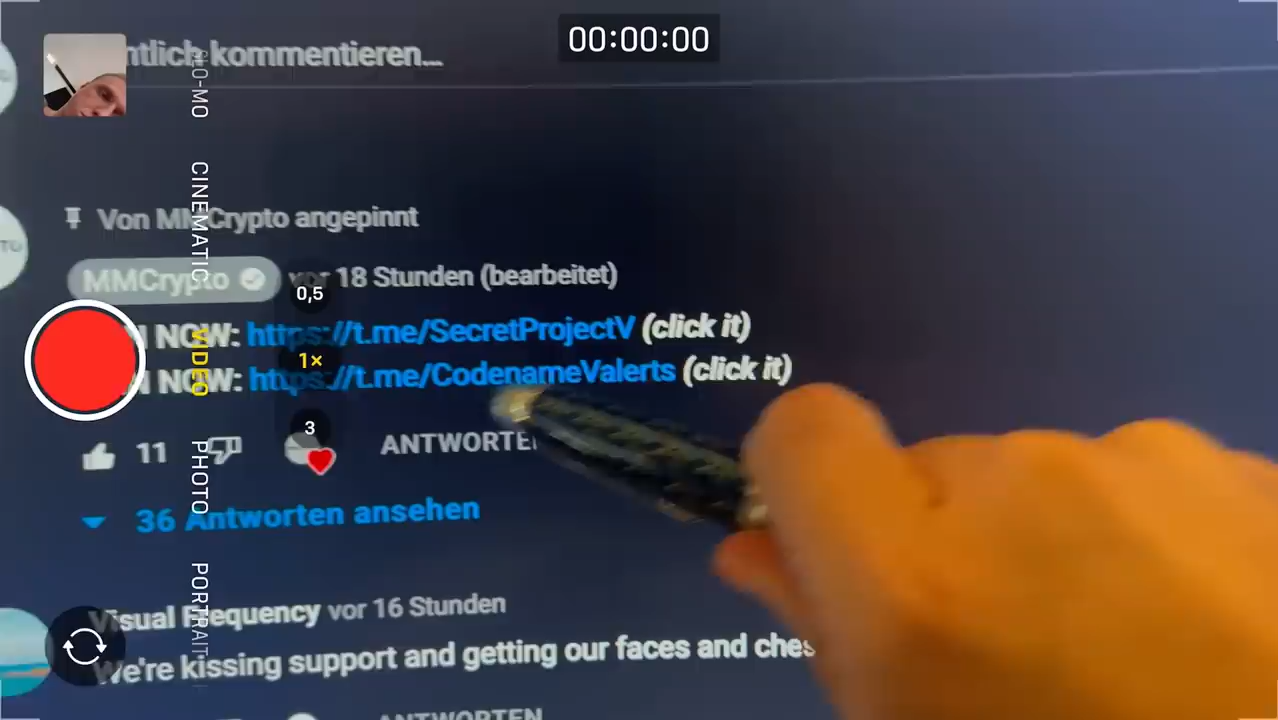 ntlich kommentieren...
00:00:00
SLO-MO
CINEMATIC
VIDEO
PHOTO
PORTRAIT
Von MMCrypto angepinnt
MMCrypto vor 18 Stunden (bearbeitet)
0,5
NOW: https://t.me/SecretProjectV (click it)
1×
NOW: https://t.me/CodenameValerts (click it)
3
11 ANTWORTEN
36 Antworten ansehen
Visual Frequency vor 16 Stunden
We're kissing support and getting our faces and ches
ANTWORTEN